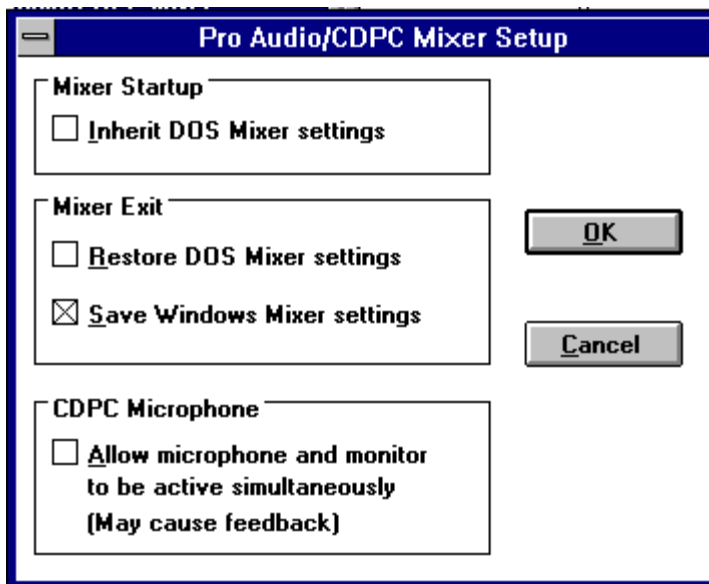 Pro Audio/CDPC Mixer Setup
Mixer Startup
Inherit DOS Mixer settings
Mixer Exit
Restore DOS Mixer settings
Save Windows Mixer settings
OK
Cancel
CDPC Microphone
Allow microphone and monitor
to be active simultaneously
(May cause feedback)